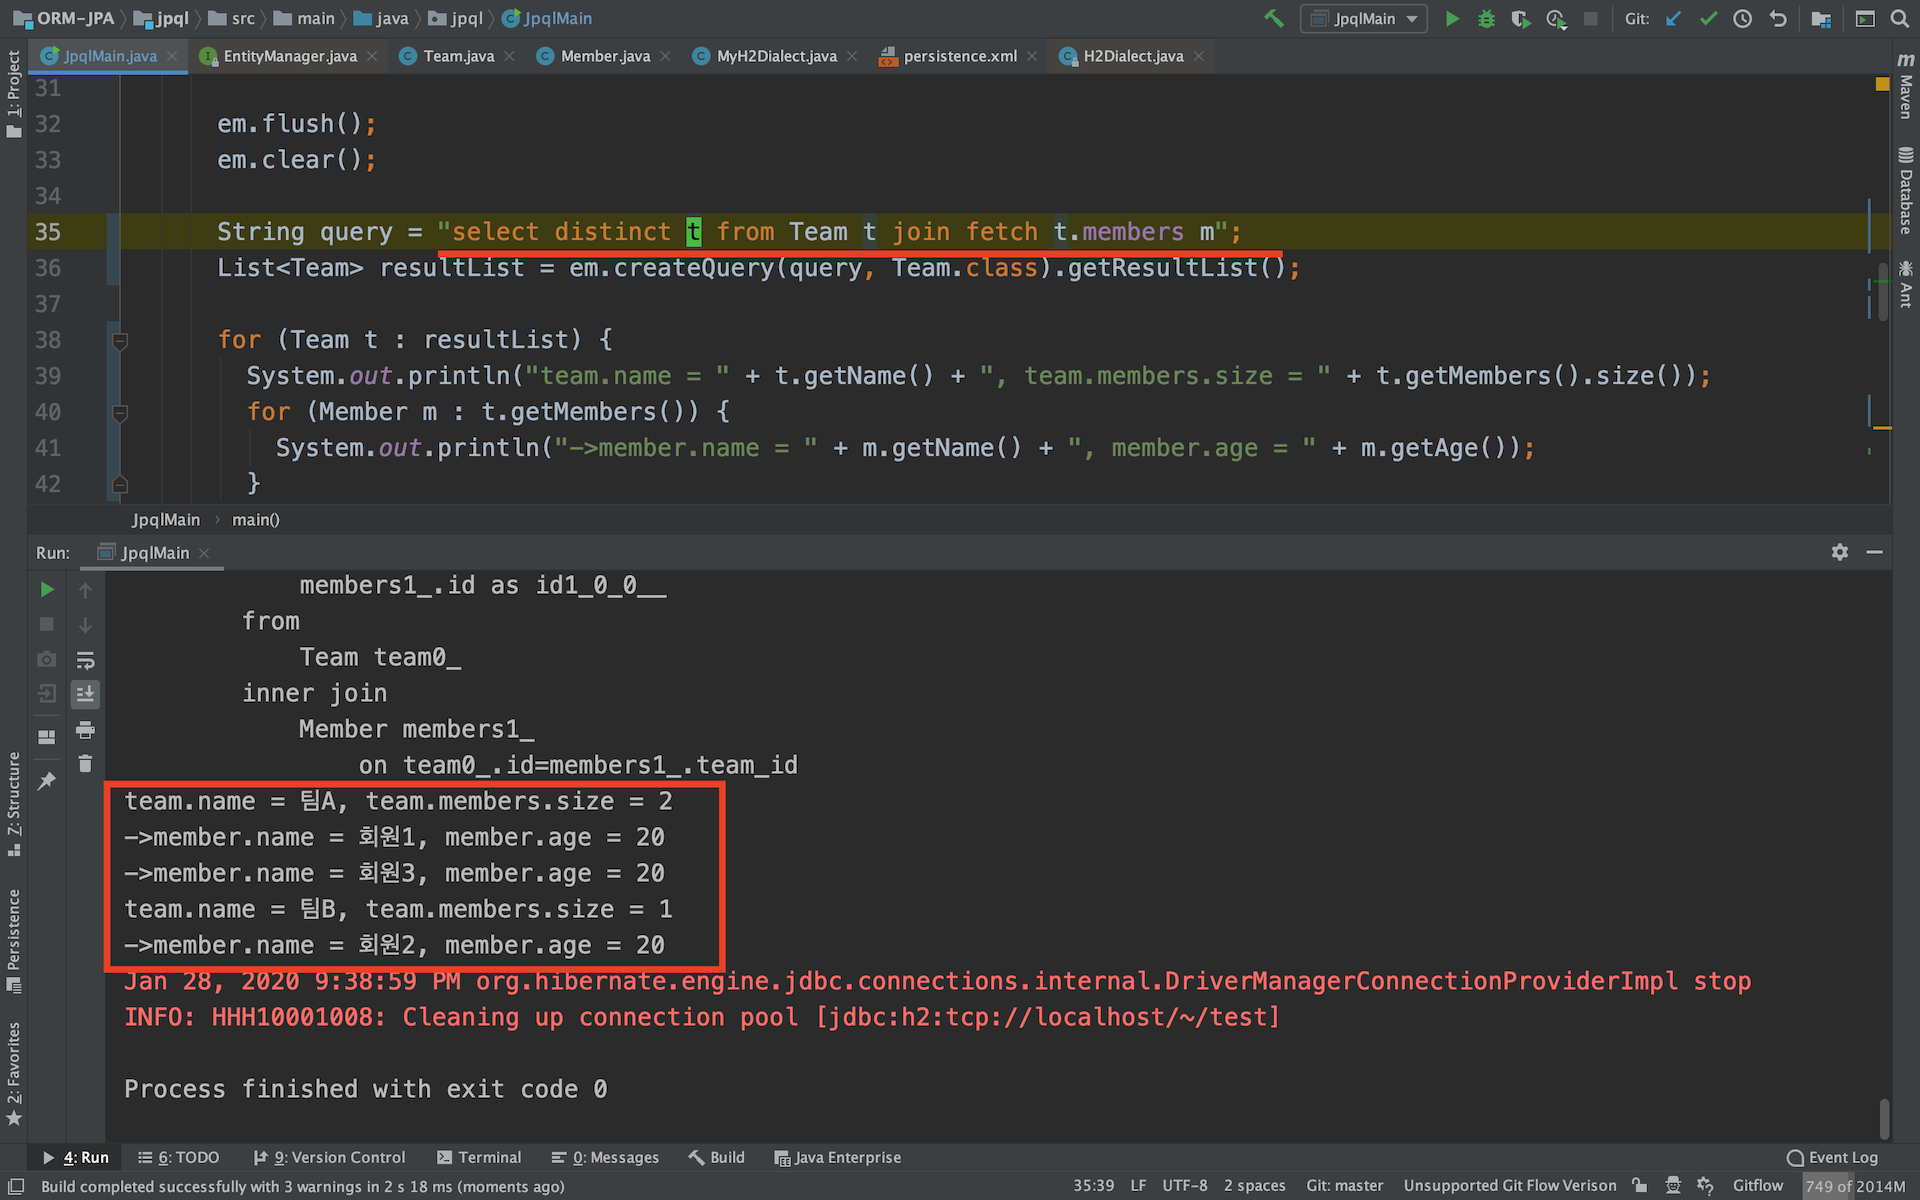 ORM-JPA jpql src main java jpql JpqlMain
JpqlMain Git:
JpqlMain.java EntityManager.java Team.java Member.java MyH2Dialect.java persistence.xml H2Dialect.java
1: Project
Maven
Database
Ant
31
32 em.flush();
33 em.clear();
34
35 String query = "select distinct t from Team t join fetch t.members m";
36 List<Team> resultList = em.createQuery(query, Team.class).getResultList();
37
38 for (Team t : resultList) {
39 System.out.println("team.name = " + t.getName() + ", team.members.size = " + t.getMembers().size());
40 for (Member m : t.getMembers()) {
41 System.out.println("->member.name = " + m.getName() + ", member.age = " + m.getAge());
42 }
JpqlMain main()
Run: JpqlMain
members1_.id as id1_0_0__
from
Team team0_
inner join
Member members1_
on team0_.id=members1_.team_id
team.name = 팀A, team.members.size = 2
->member.name = 회원1, member.age = 20
->member.name = 회원3, member.age = 20
team.name = 팀B, team.members.size = 1
->member.name = 회원2, member.age = 20
Jan 28, 2020 9:38:59 PM org.hibernate.engine.jdbc.connections.internal.DriverManagerConnectionProviderImpl stop
INFO: HHH10001008: Cleaning up connection pool [jdbc:h2:tcp://localhost/~/test]
Process finished with exit code 0
7: Structure
Persistence
2: Favorites
4: Run 6: TODO 9: Version Control Terminal 0: Messages Build Java Enterprise Event Log
Build completed successfully with 3 warnings in 2 s 18 ms (moments ago) 35:39 LF UTF-8 2 spaces Git: master Unsupported Git Flow Verison Gitflow 749 of 2014M